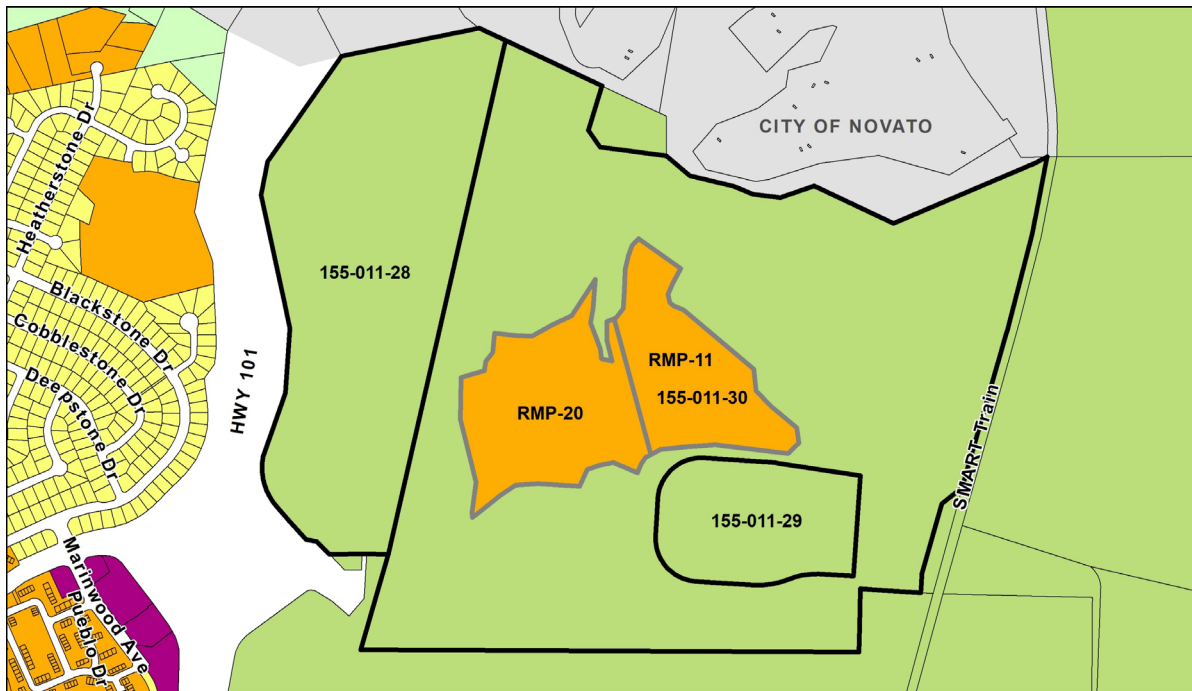 CITY OF NOVATO
Heatherstone Dr
155-011-28
Blackstone Dr
Cobblestone Dr
Deepstone Dr
HWY 101
RMP-11
155-011-30
RMP-20
SMART Train
155-011-29
Marinwood Ave
Pueblo Dr